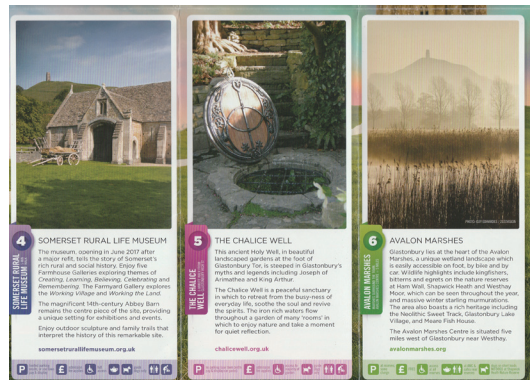 4
SOMERSET RURAL
LIFE MUSEUM
SOMERSET RURAL LIFE MUSEUM
The museum, opening in June 2017 after
a major refit, tells the story of Somerset's
rich rural and social history. Enjoy five
Farmhouse Galleries exploring themes of
Creating, Learning, Believing, Celebrating and
Remembering. The Farmyard Gallery explores
the Working Village and Working the Land.
The magnificent 14th-century Abbey Barn
remains the centre piece of the site, providing
a unique setting for exhibitions and events.
Enjoy outdoor sculpture and family trails that
interpret the history of this remarkable site.
somersetrurallifemuseum.org.uk
5
THE CHALICE
WELL
THE CHALICE WELL
This ancient Holy Well, in beautiful
landscaped gardens at the foot of
Glastonbury Tor, is steeped in Glastonbury's
myths and legends including Joseph of
Arimathea and King Arthur.
The Chalice Well is a peaceful sanctuary
in which to retreat from the busy-ness of
everyday life, soothe the soul and revive
the spirits. The iron rich waters flow
throughout a garden of many 'rooms' in
which to enjoy nature and take a moment
for quiet reflection.
chalicewell.org.uk
6
AVALON MARSHES
AVALON MARSHES
Glastonbury lies at the heart of the Avalon
Marshes, a unique wetland landscape which
is easily accessible on foot, by bike and by
car. Wildlife highlights include kingfishers,
bitterns and egrets on the nature reserves
at Ham Wall, Shapwick Heath and Westhay
Moor, which can be seen throughout the year,
and massive winter starling murmurations.
The area also boasts a rich heritage including
the Neolithic Sweet Track, Glastonbury Lake
Village, and Meare Fish House.
The Avalon Marshes Centre is situated five
miles west of Glastonbury near Westhay.
avalonmarshes.org